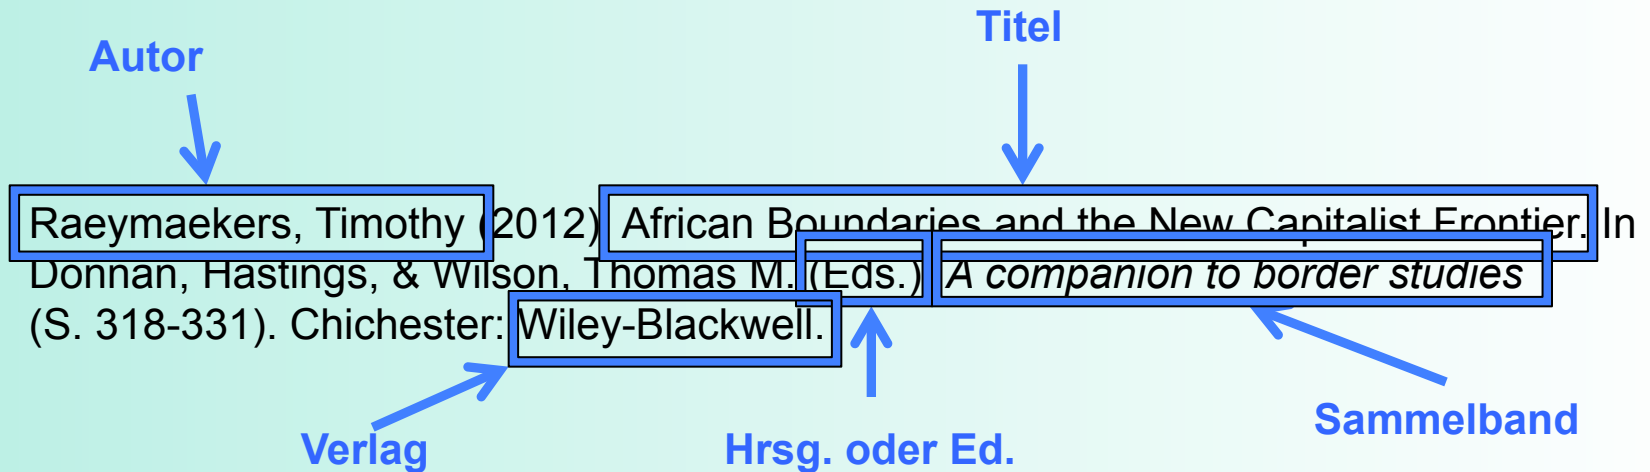 Titel
Autor
Raeymaekers, Timothy (2012) African Boundaries and the New Capitalist Frontier. In
Donnan, Hastings, & Wilson, Thomas M. (Eds.) A companion to border studies
(S. 318-331). Chichester: Wiley-Blackwell.
Sammelband
Verlag
Hrsg. oder Ed.